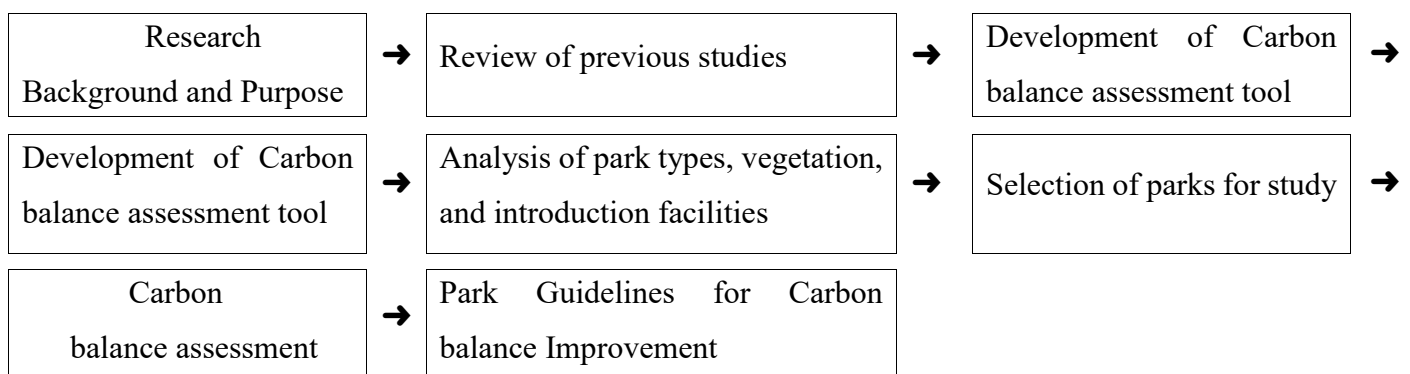 Research
Background and Purpose
Review of previous studies
Development of Carbon
balance assessment tool
Development of Carbon
balance assessment tool
Analysis of park types, vegetation,
and introduction facilities
Selection of parks for study
Carbon
balance assessment
Park Guidelines for Carbon
balance Improvement